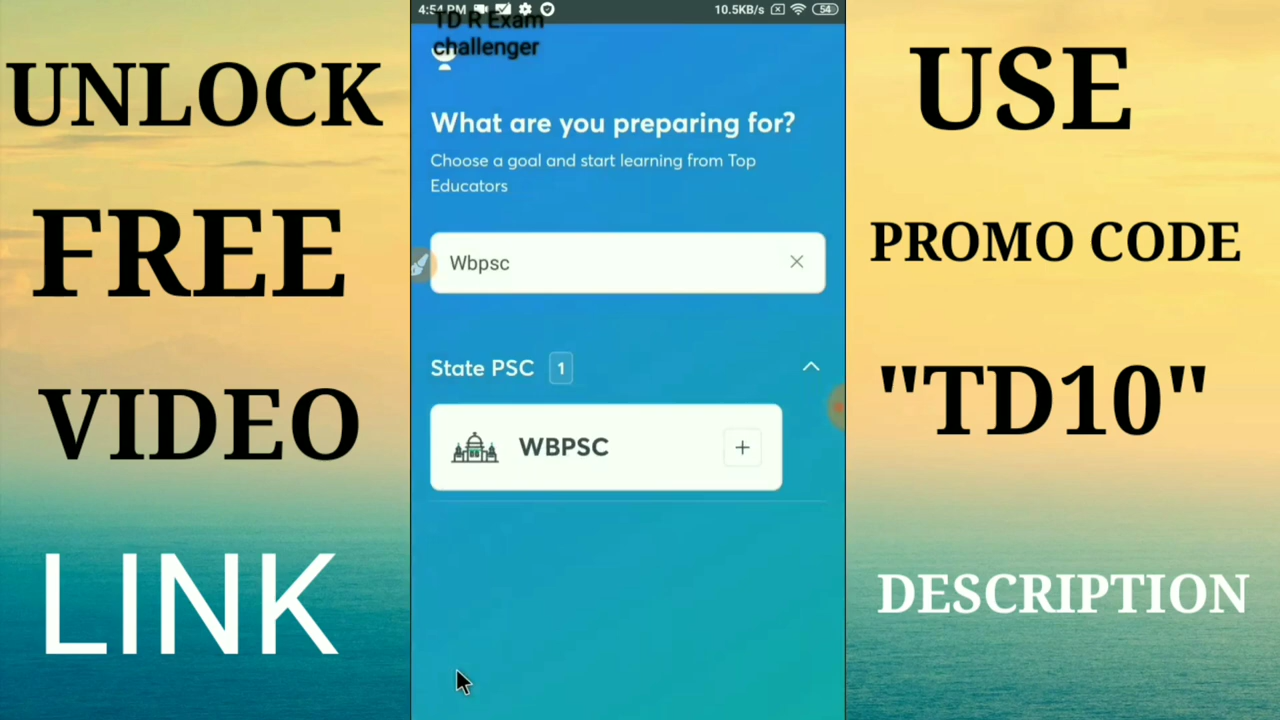 UNLOCK
FREE
VIDEO
LINK
4:54 PM
10.5KB/s
54
TD R Exam
challenger
What are you preparing for?
Choose a goal and start learning from Top
Educators
Wbpsc
State PSC 1
WBPSC
USE
PROMO CODE
"TD10"
DESCRIPTION